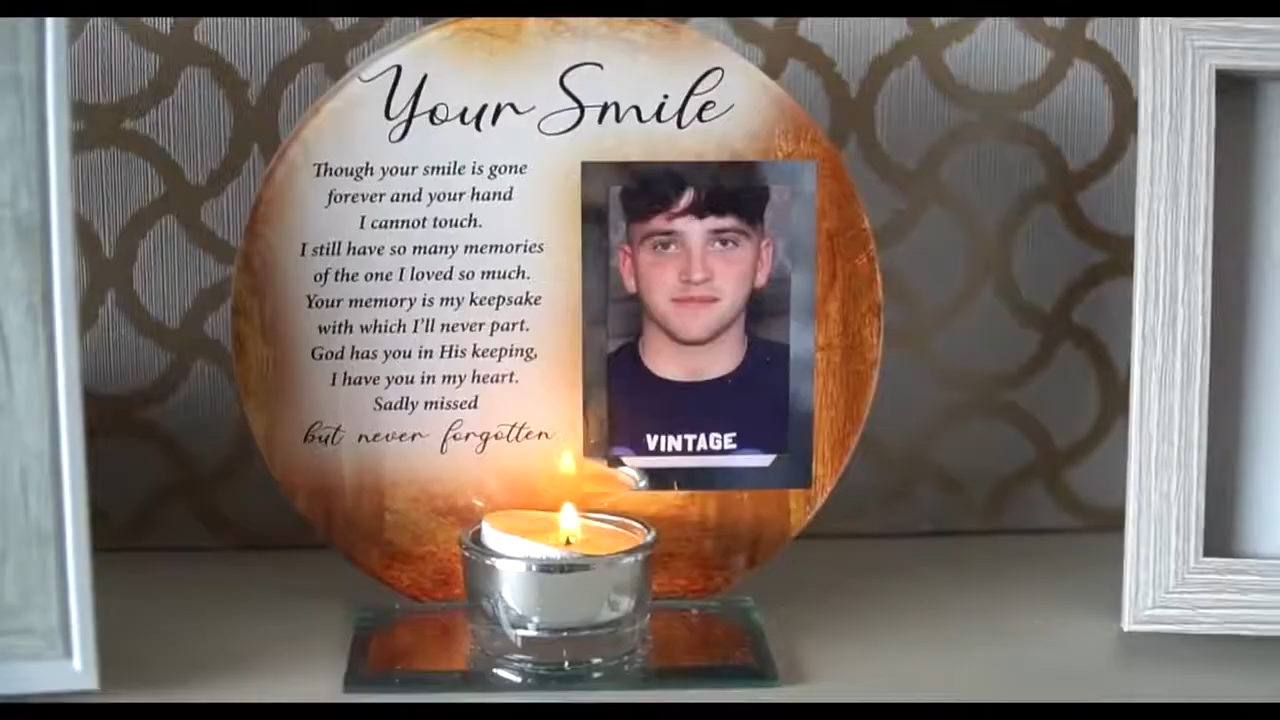 Your Smile
Though your smile is gone
forever and your hand
I cannot touch.
I still have so many memories
of the one I loved so much.
Your memory is my keepsake
with which I'll never part.
God has you in His keeping,
I have you in my heart.
Sadly missed
but never forgotten
VINTAGE